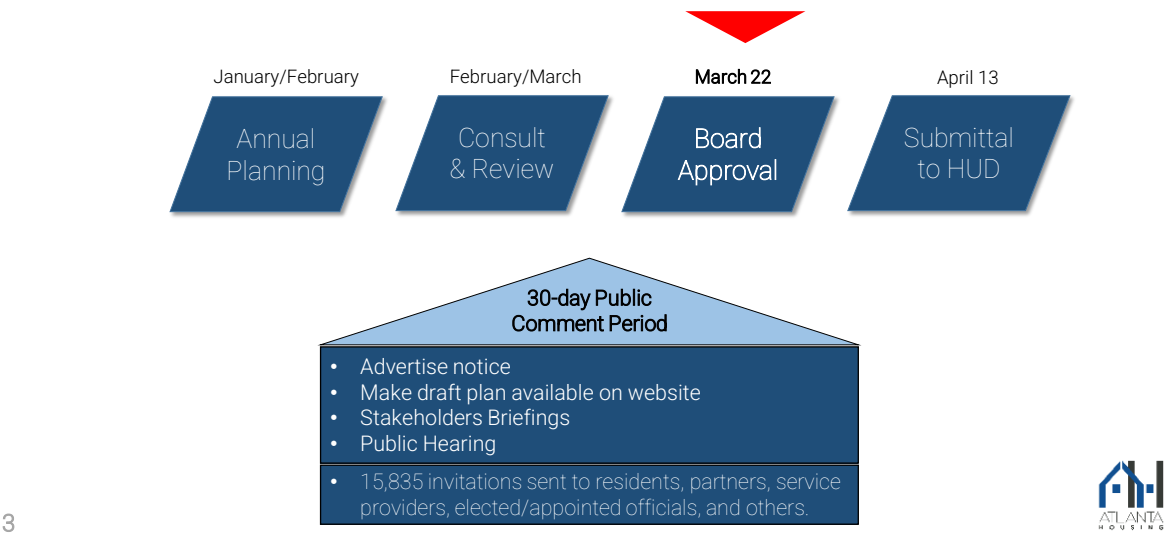 January/February
February/March
March 22
April 13
Annual
Planning
Consult
& Review
Board
Approval
Submittal
to HUD
30-day Public
Comment Period
• Advertise notice
• Make draft plan available on website
• Stakeholders Briefings
• Public Hearing
• 15,835 invitations sent to residents, partners, service
providers, elected/appointed officials, and others.
3
ATLANTA
HOUSING